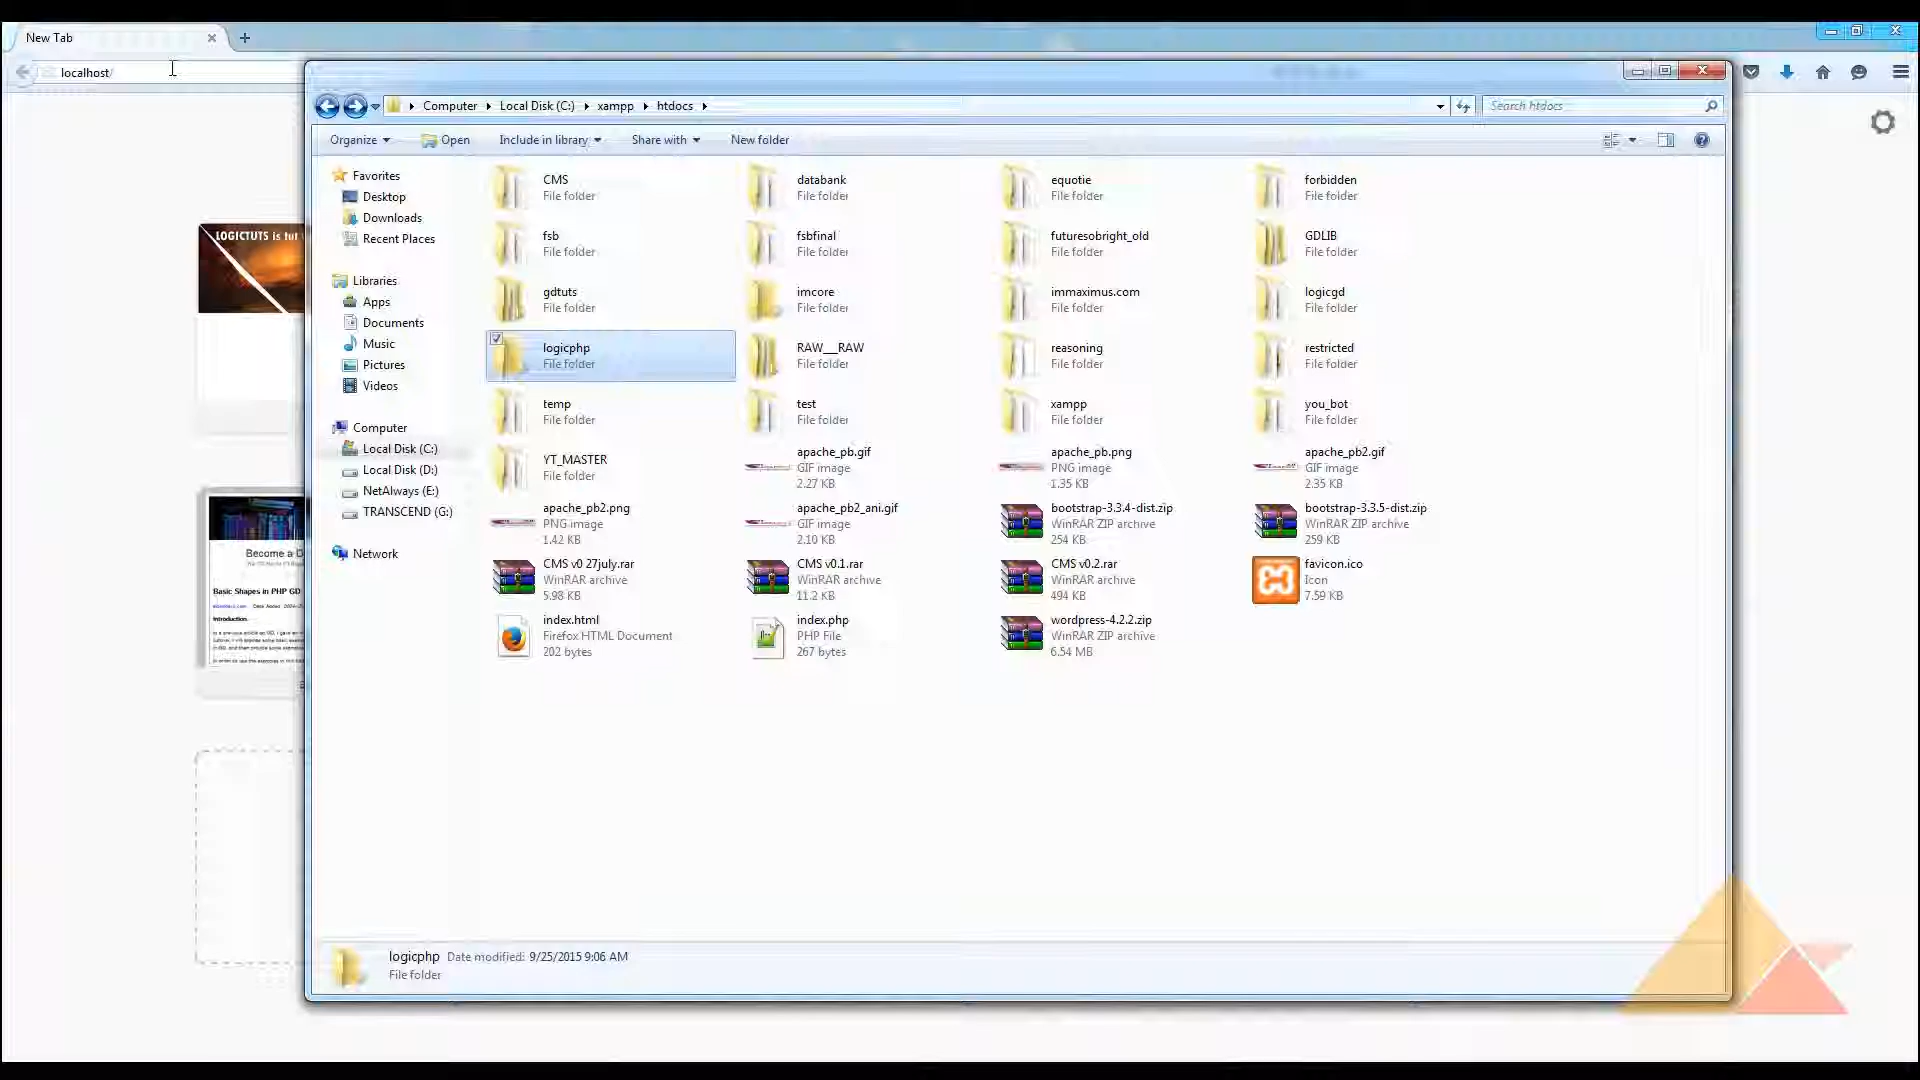 New Tab
localhost/
Computer
Local Disk (C:)
xampp
htdocs
Search htdocs
Organize
Open
Include in library
Share with
New folder
Favorites
Desktop
Downloads
Recent Places
Libraries
Apps
Documents
Music
Pictures
Videos
Computer
Local Disk (C:)
Local Disk (D:)
NetAlways (E:)
TRANSCEND (G:)
Network
CMS
File folder
databank
File folder
equotie
File folder
forbidden
File folder
fsb
File folder
fsbfinal
File folder
futuresobright_old
File folder
GDLIB
File folder
gdtuts
File folder
imcore
File folder
immaximus.com
File folder
logicgd
File folder
logicphp
File folder
RAW__RAW
File folder
reasoning
File folder
restricted
File folder
temp
File folder
test
File folder
xampp
File folder
you_bot
File folder
YT_MASTER
File folder
apache_pb.gif
GIF image
2.27 KB
apache_pb.png
PNG image
1.35 KB
apache_pb2.gif
GIF image
2.35 KB
apache_pb2.png
PNG image
1.42 KB
apache_pb2_ani.gif
GIF image
2.10 KB
bootstrap-3.3.4-dist.zip
WinRAR ZIP archive
254 KB
bootstrap-3.3.5-dist.zip
WinRAR ZIP archive
259 KB
CMS v0 27july.rar
WinRAR archive
5.98 KB
CMS v0.1.rar
WinRAR archive
11.2 KB
CMS v0.2.rar
WinRAR archive
494 KB
favicon.ico
Icon
7.59 KB
index.html
Firefox HTML Document
202 bytes
index.php
PHP File
267 bytes
wordpress-4.2.2.zip
WinRAR ZIP archive
6.54 MB
LOGICTUTS is tut
Become a D
Basic Shapes in PHP GD
Introduction.
logicphp Date modified: 9/25/2015 9:06 AM
File folder